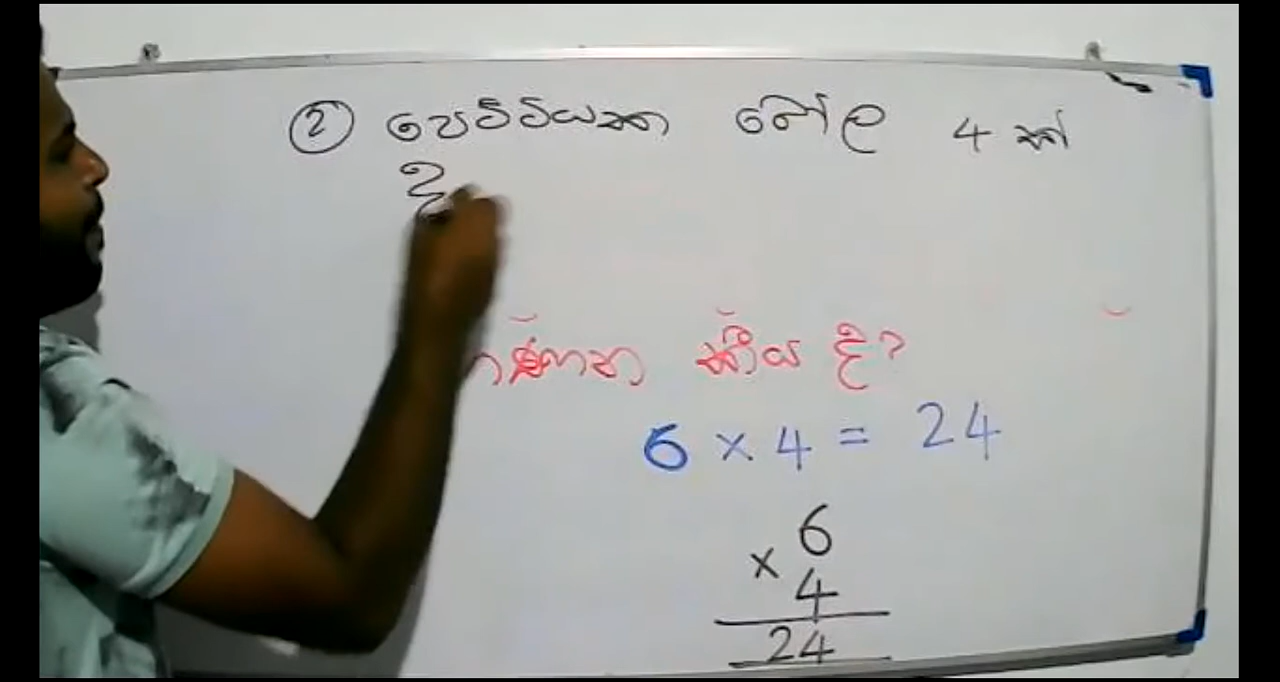 ② පෙට්ටියක බෝල 4 ක්
ද
කීය ද?
6 × 4 = 24
6
× 4
24